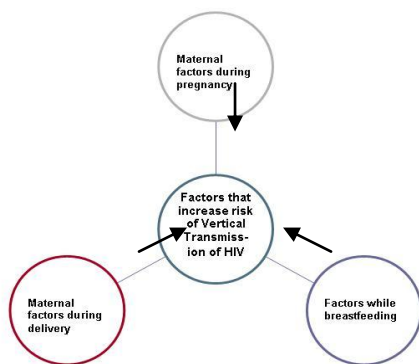 Maternal
factors during
pregnancy
Factors that
increase risk
of Vertical
Transmiss-
ion of HIV
Maternal
factors during
delivery
Factors while
breastfeeding